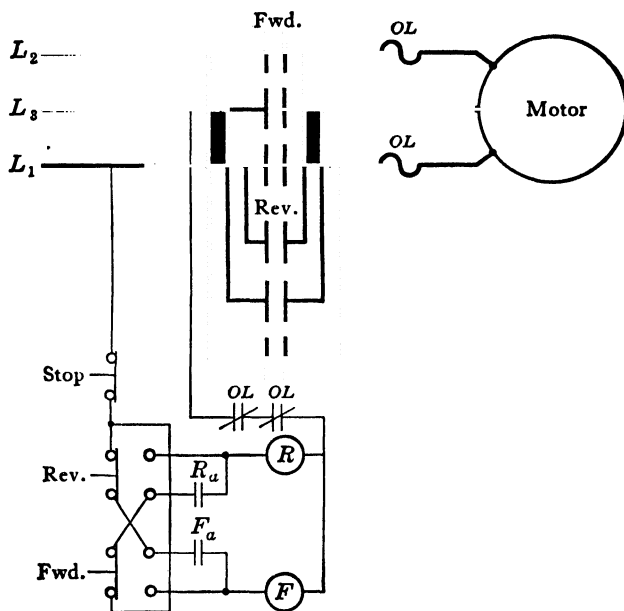 Fwd.
L₂
OL
L₃
Motor
L₁
OL
Rev.
Stop
OL OL
Rev.
R
Rₐ
Fₐ
Fwd.
F